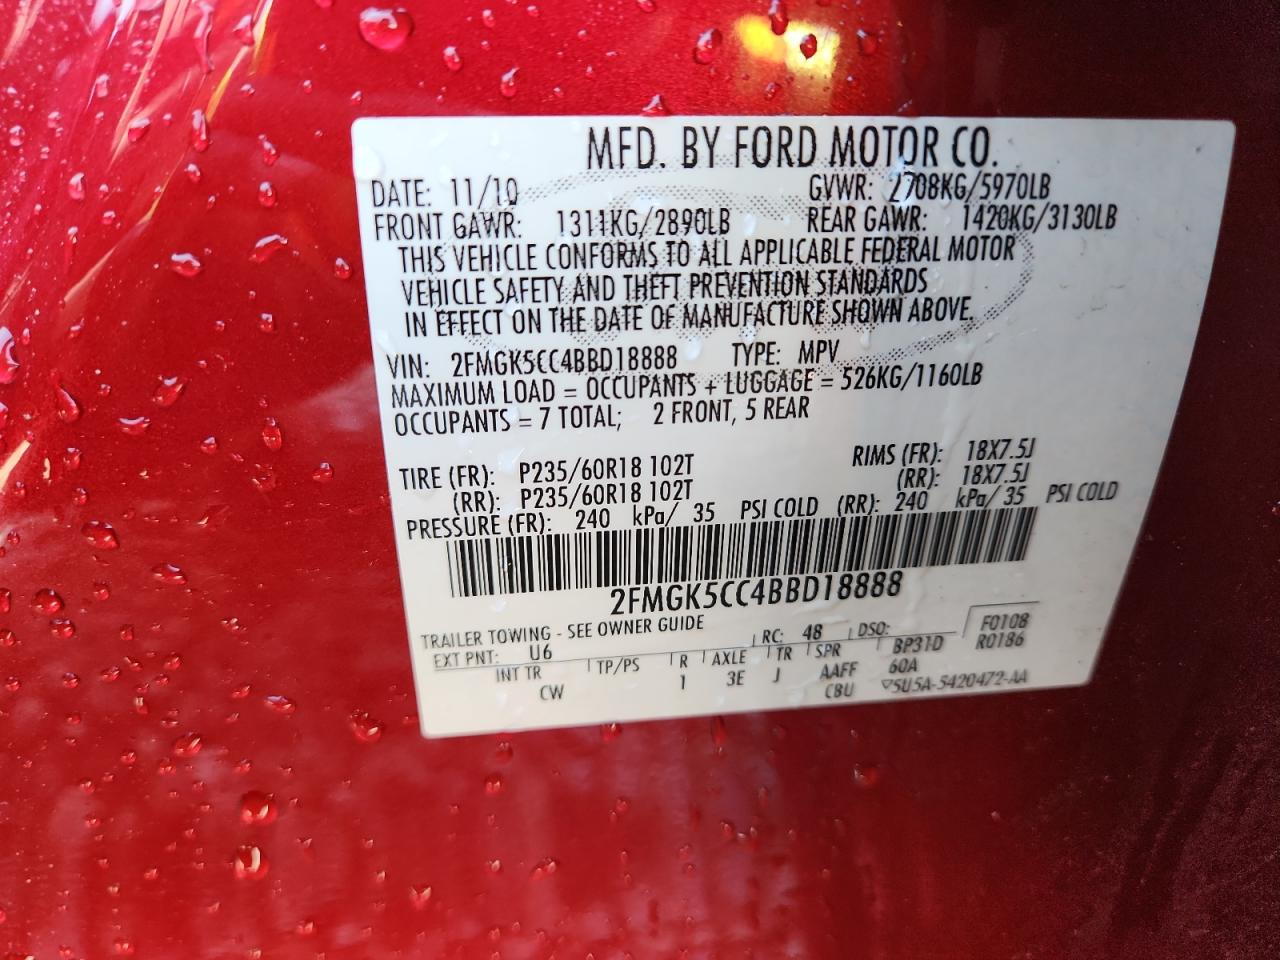 MFD. BY FORD MOTOR CO.
DATE: 11/10 GVWR: 2708KG/5970LB
FRONT GAWR: 1311KG/2890LB REAR GAWR: 1420KG/3130LB
THIS VEHICLE CONFORMS TO ALL APPLICABLE FEDERAL MOTOR
VEHICLE SAFETY AND THEFT PREVENTION STANDARDS
IN EFFECT ON THE DATE OF MANUFACTURE SHOWN ABOVE.
VIN: 2FMGK5CC4BBD18888 TYPE: MPV
MAXIMUM LOAD = OCCUPANTS + LUGGAGE = 526KG/1160LB
OCCUPANTS = 7 TOTAL; 2 FRONT, 5 REAR
TIRE (FR): P235/60R18 102T RIMS (FR): 18X7.5J
(RR): P235/60R18 102T (RR): 18X7.5J
PRESSURE (FR): 240 kPa/ 35 PSI COLD (RR): 240 kPa/ 35 PSI COLD
2FMGK5CC4BBD18888
TRAILER TOWING - SEE OWNER GUIDE
EXT PNT: U6 RC: 48 DSO: F0108
R0186
INT TR TP/PS R AXLE TR SPR BP31D
CW 1 3E J AAFF 60A
CBU ▽5U5A-5420472-AA